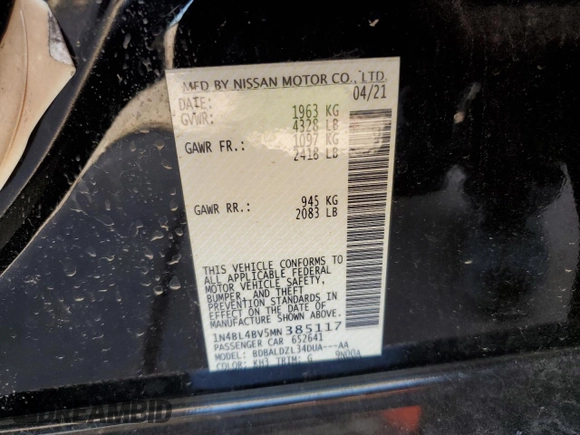 MFD BY NISSAN MOTOR CO., LTD.
DATE: 04/21
GVWR: 1963 KG
4328 LB
GAWR FR.: 1097 KG
2418 LB
GAWR RR.: 945 KG
2083 LB
THIS VEHICLE CONFORMS TO
ALL APPLICABLE FEDERAL
MOTOR VEHICLE SAFETY,
BUMPER, AND THEFT
PREVENTION STANDARDS IN
EFFECT ON THE DATE OF
MANUFACTURE SHOWN ABOVE.
1N4BL4BV5MN385117
PASSENGER CAR 652641
MODEL: BDBALDZL34DUA---AA
COLOR: KH3 TRIM: G 9N00A
DREAMBID